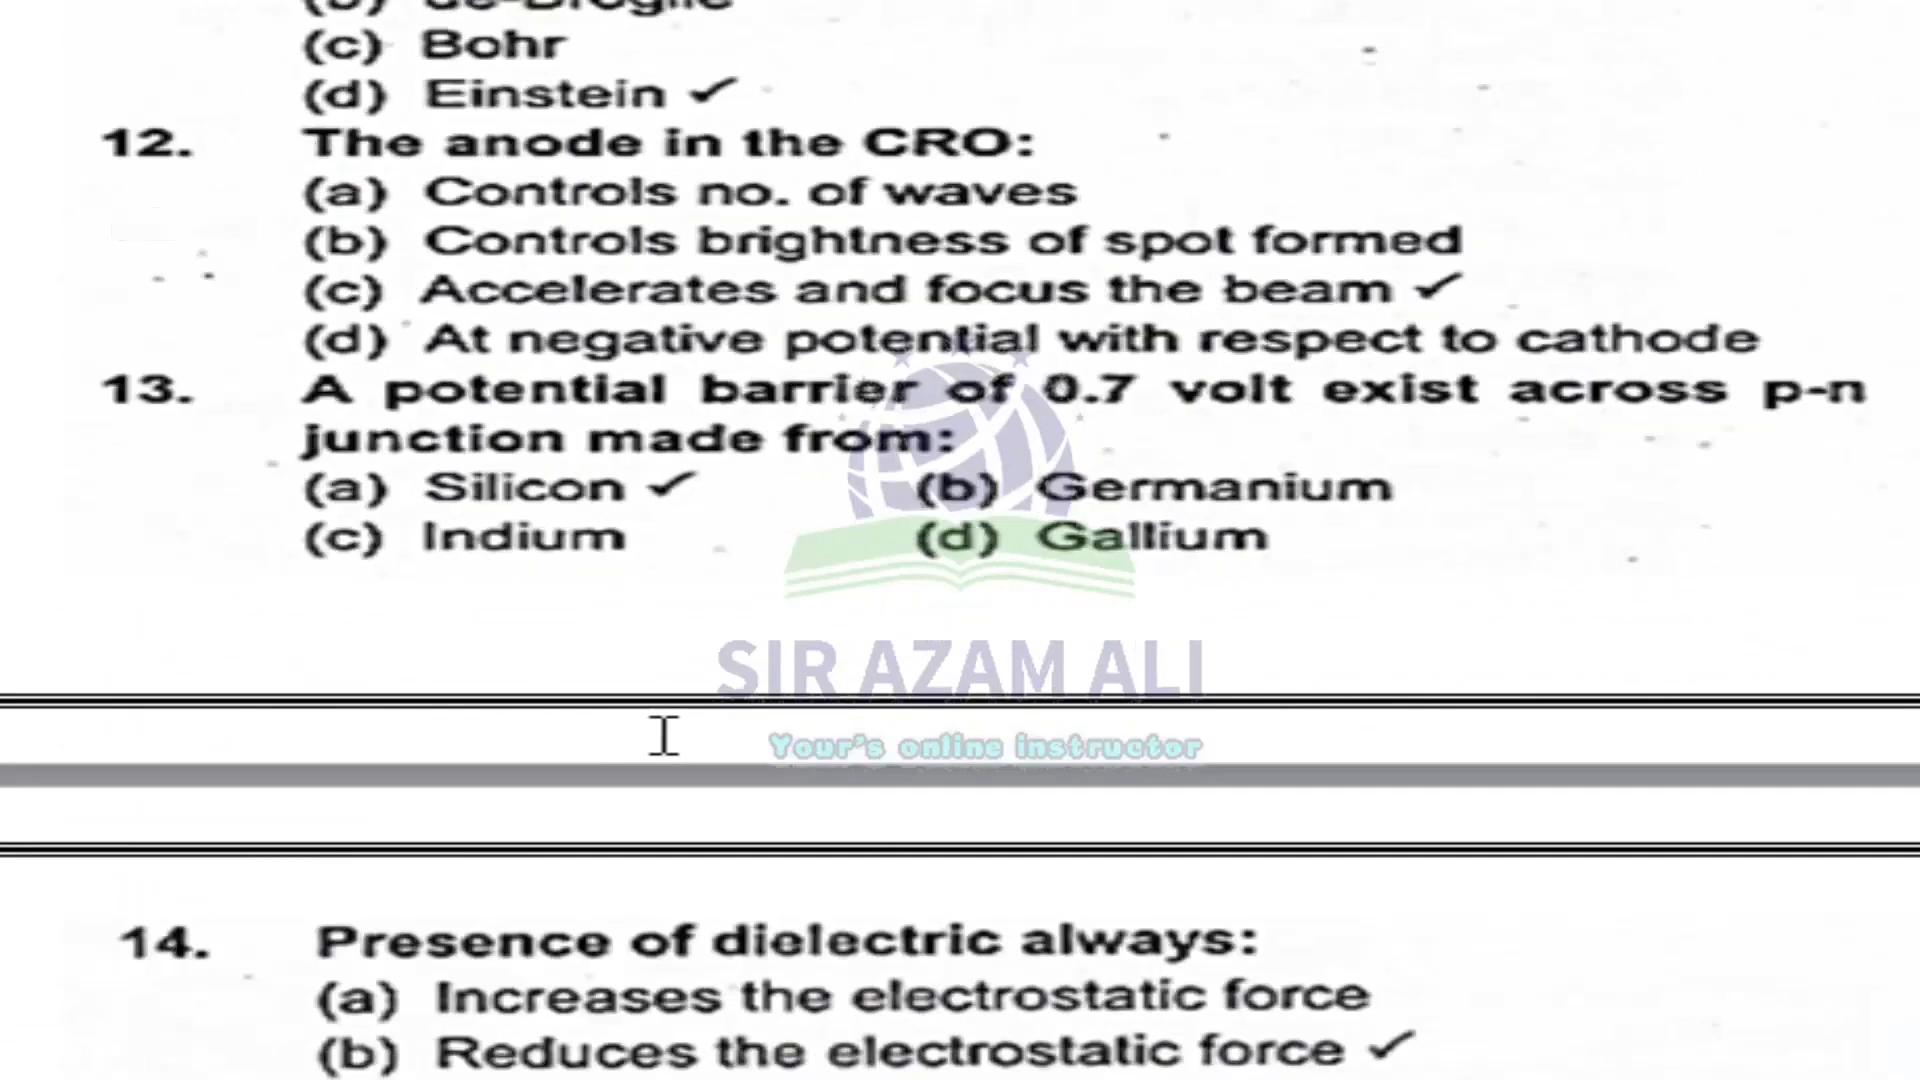 (b) de-Broglie
(c) Bohr
(d) Einstein ✓
12. The anode in the CRO:
(a) Controls no. of waves
(b) Controls brightness of spot formed
(c) Accelerates and focus the beam ✓
(d) At negative potential with respect to cathode
13. A potential barrier of 0.7 volt exist across p-n
junction made from:
(a) Silicon ✓ (b) Germanium
(c) Indium (d) Gallium
SIR AZAM ALI
Your's online instructor
14. Presence of dielectric always:
(a) Increases the electrostatic force
(b) Reduces the electrostatic force ✓